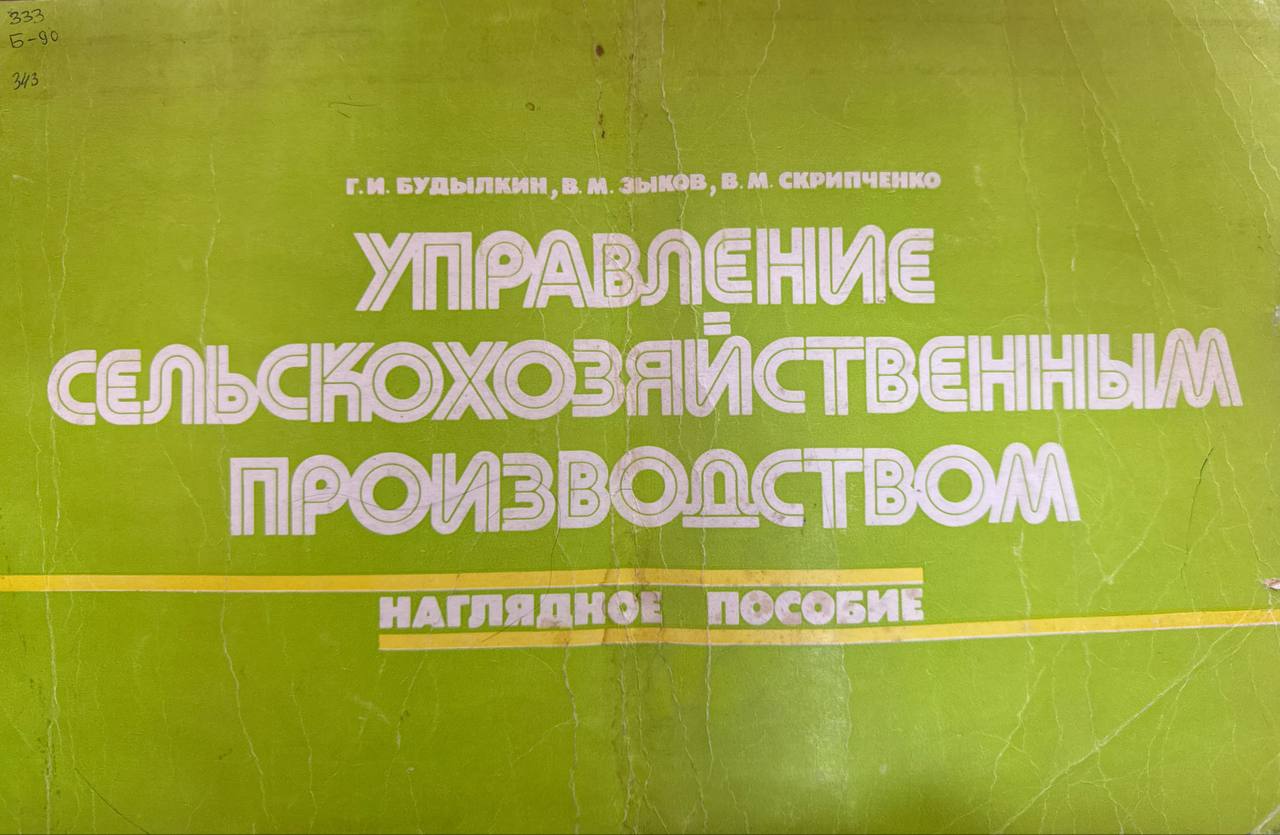 333
Б-90
343
Г. И. БУДЫЛКИН, В. М. ЗЫКОВ, В. М. СКРИПЧЕНКО
УПРАВЛЕНИЕ
СЕЛЬСКОХОЗЯЙСТВЕННЫМ
ПРОИЗВОДСТВОМ
НАГЛЯДНОЕ ПОСОБИЕ